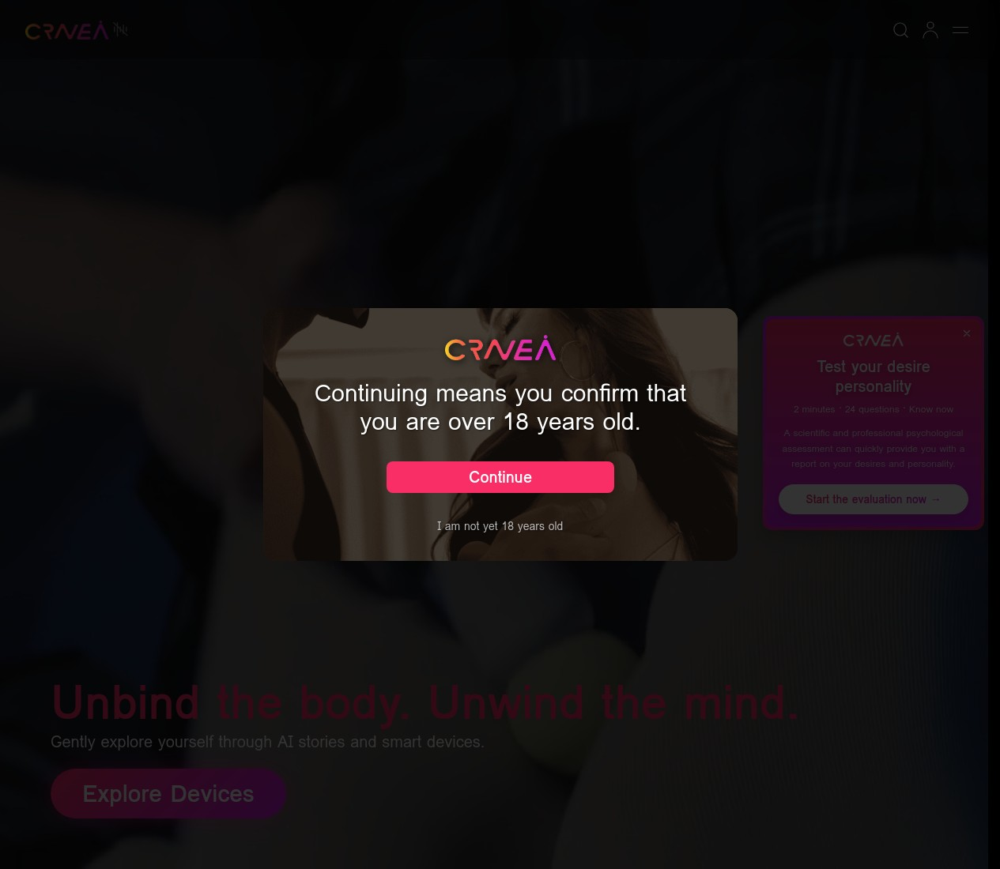 CRAVEA
CRAVEA
Continuing means you confirm that
you are over 18 years old.
Continue
I am not yet 18 years old
CRAVEA
Test your desire
personality
2 minutes · 24 questions · Know now
A scientific and professional psychological
assessment can quickly provide you with a
report on your desires and personality.
Start the evaluation now →
Unbind the body. Unwind the mind.
Gently explore yourself through AI stories and smart devices.
Explore Devices